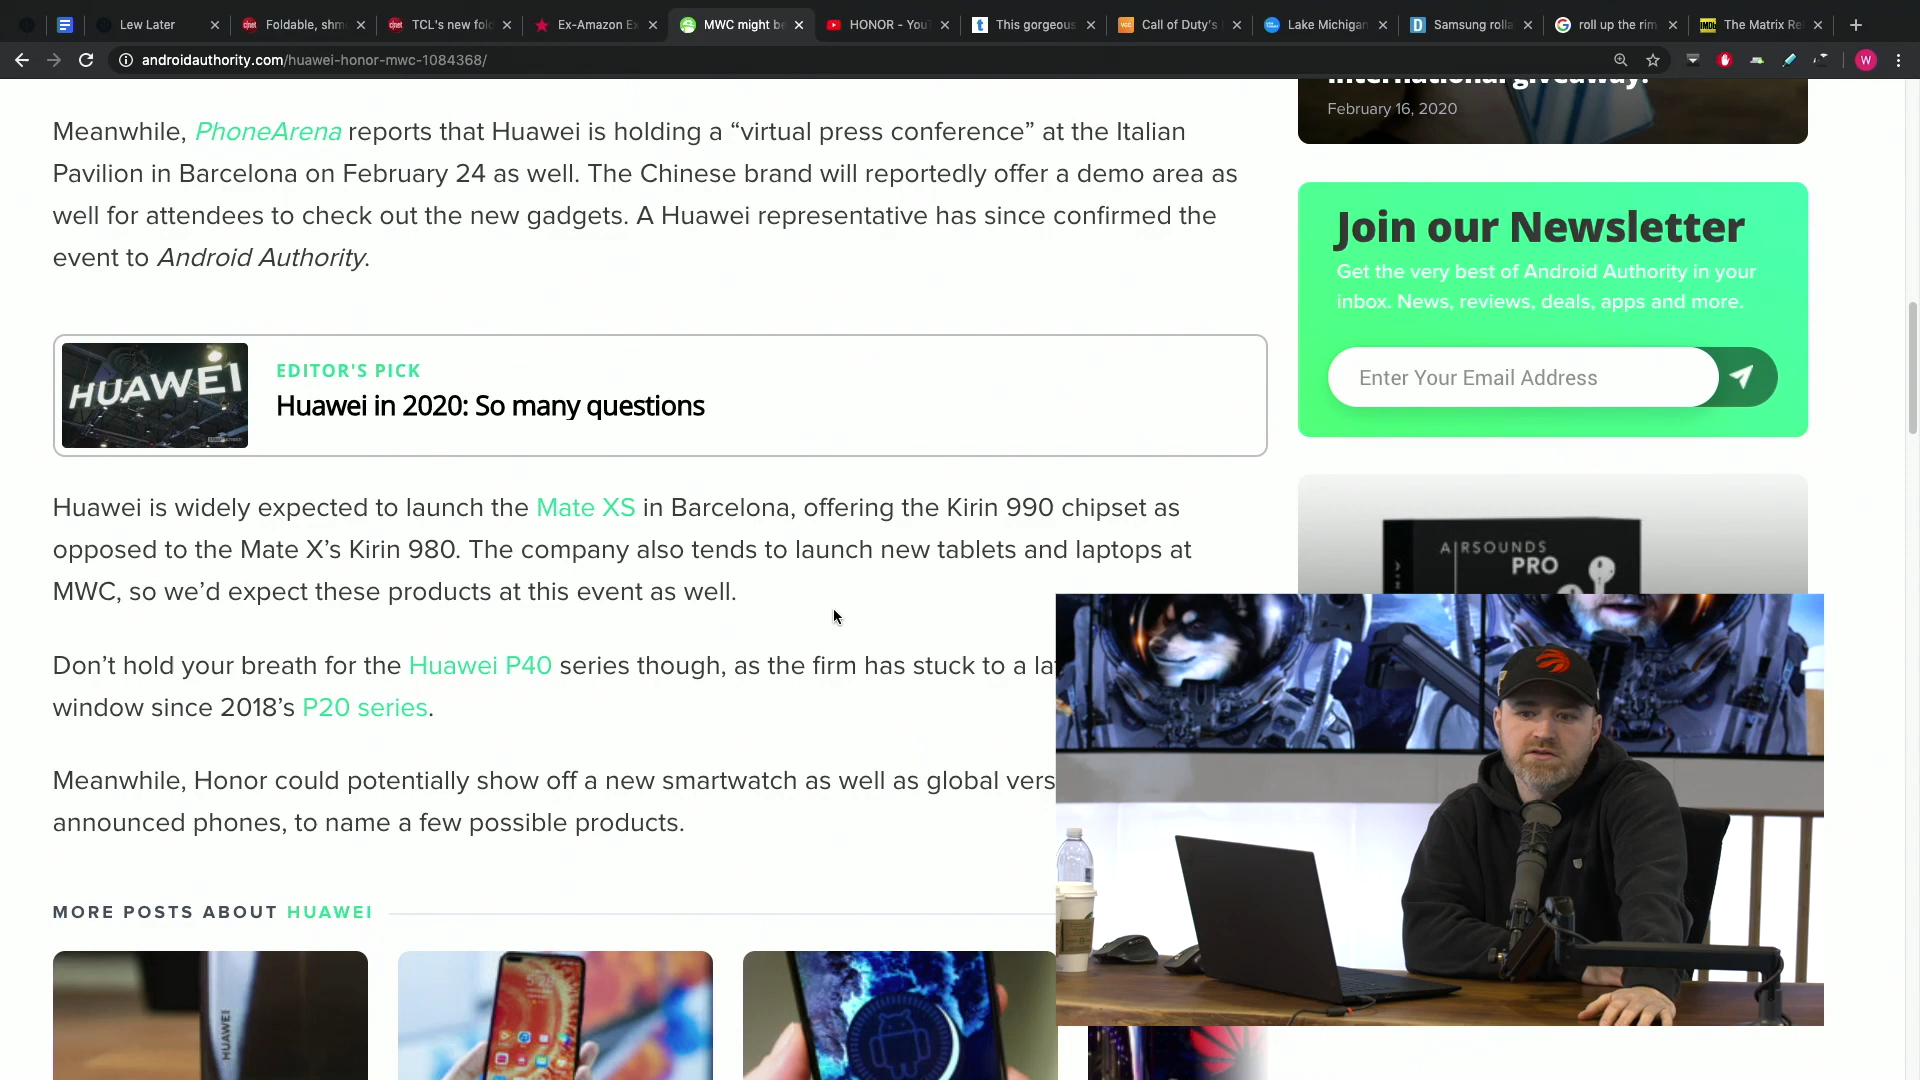 Lew Later
Foldable, shm
TCL's new fold
Ex-Amazon Ex
MWC might be
HONOR - YouT
This gorgeous
Call of Duty's
Lake Michigan
Samsung rolla
roll up the rim
The Matrix Re
androidauthority.com/huawei-honor-mwc-1084368/
W
international giveaway!
February 16, 2020
Meanwhile, PhoneArena reports that Huawei is holding a “virtual press conference” at the Italian
Pavilion in Barcelona on February 24 as well. The Chinese brand will reportedly offer a demo area as
well for attendees to check out the new gadgets. A Huawei representative has since confirmed the
event to Android Authority.
Join our Newsletter
Get the very best of Android Authority in your
inbox. News, reviews, deals, apps and more.
Enter Your Email Address
HUAWEI
EDITOR'S PICK
Huawei in 2020: So many questions
Huawei is widely expected to launch the Mate XS in Barcelona, offering the Kirin 990 chipset as
opposed to the Mate X’s Kirin 980. The company also tends to launch new tablets and laptops at
MWC, so we’d expect these products at this event as well.
AIRSOUNDS
PRO
Don’t hold your breath for the Huawei P40 series though, as the firm has stuck to a la
window since 2018’s P20 series.
Meanwhile, Honor could potentially show off a new smartwatch as well as global vers
announced phones, to name a few possible products.
MORE POSTS ABOUT HUAWEI
HUAWEI